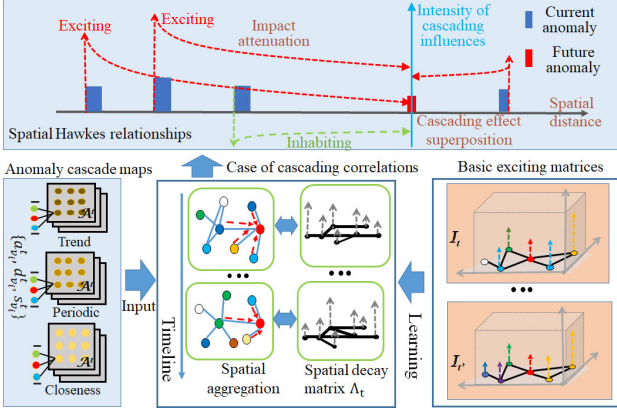 Exciting
Exciting
Impact
attenuation
Intensity of
cascading
influences
Current
anomaly
Future
anomaly
Spatial
distance
Cascading effect
superposition
Inhabiting
Spatial Hawkes relationships
Anomaly cascade maps
Case of cascading correlations
Basic exciting matrices
Trend
Periodic
Closeness
Input
Timeline
Spatial
aggregation
Spatial decay
matrix Λt
Learning
It
It'